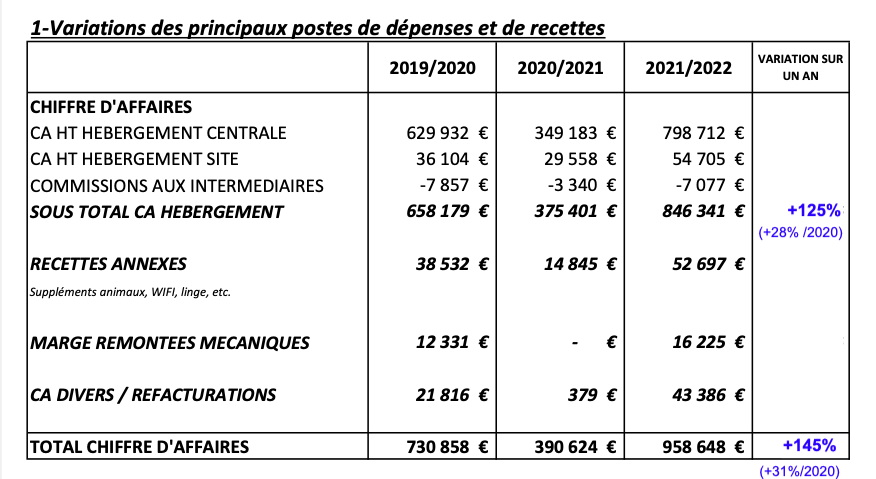 1-Variations des principaux postes de dépenses et de recettes
2019/2020 2020/2021 2021/2022 VARIATION SUR UN AN
CHIFFRE D'AFFAIRES
CA HT HEBERGEMENT CENTRALE 629 932 € 349 183 € 798 712 €
CA HT HEBERGEMENT SITE 36 104 € 29 558 € 54 705 €
COMMISSIONS AUX INTERMEDIAIRES -7 857 € -3 340 € -7 077 €
SOUS TOTAL CA HEBERGEMENT 658 179 € 375 401 € 846 341 € +125%
(+28% /2020)
RECETTES ANNEXES 38 532 € 14 845 € 52 697 €
Suppléments animaux, WIFI, linge, etc.
MARGE REMONTEES MECANIQUES 12 331 € - € 16 225 €
CA DIVERS / REFACTURATIONS 21 816 € 379 € 43 386 €
TOTAL CHIFFRE D'AFFAIRES 730 858 € 390 624 € 958 648 € +145%
(+31%/2020)